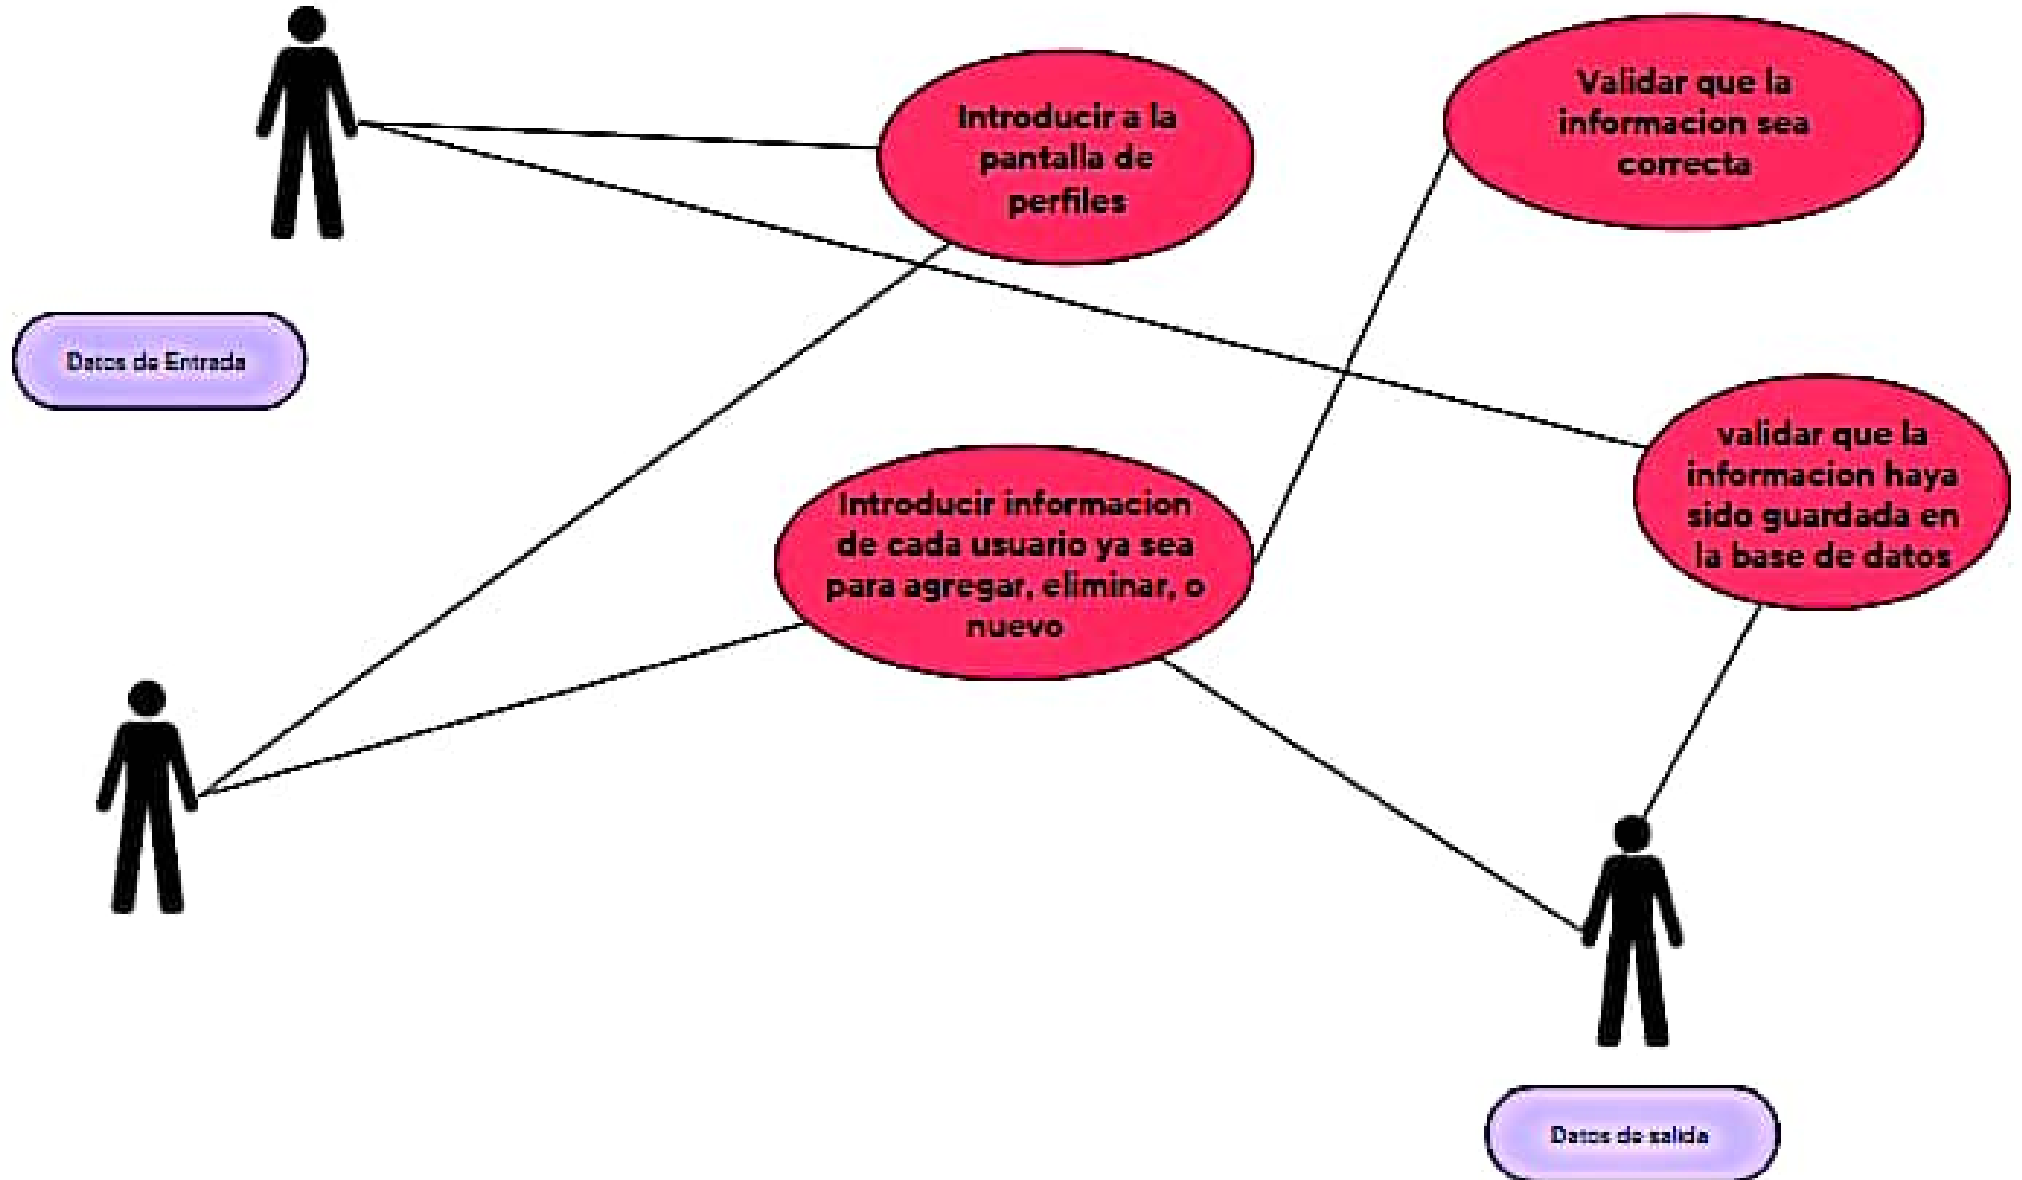 Introducir a la
pantalla de
perfiles
Validar que la
informacion sea
correcta
Datos de Entrada
validar que la
informacion haya
sido guardada en
la base de datos
Introducir informacion
de cada usuario ya sea
para agregar, eliminar, o
nuevo
Datos de salida